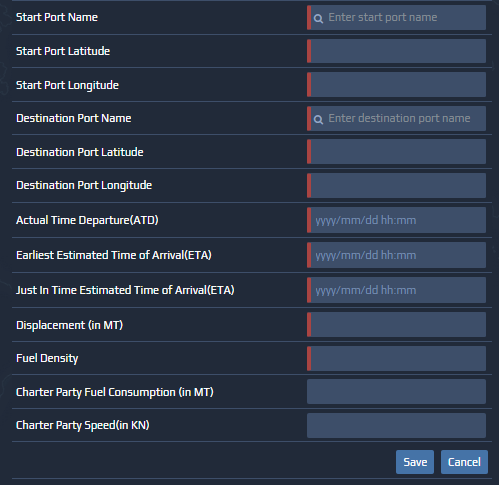 Start Port Name Enter start port name
Start Port Latitude
Start Port Longitude
Destination Port Name Enter destination port name
Destination Port Latitude
Destination Port Longitude
Actual Time Departure(ATD) yyyy/mm/dd hh:mm
Earliest Estimated Time of Arrival(ETA) yyyy/mm/dd hh:mm
Just In Time Estimated Time of Arrival(ETA) yyyy/mm/dd hh:mm
Displacement (in MT)
Fuel Density
Charter Party Fuel Consumption (in MT)
Charter Party Speed(in KN)
Save Cancel